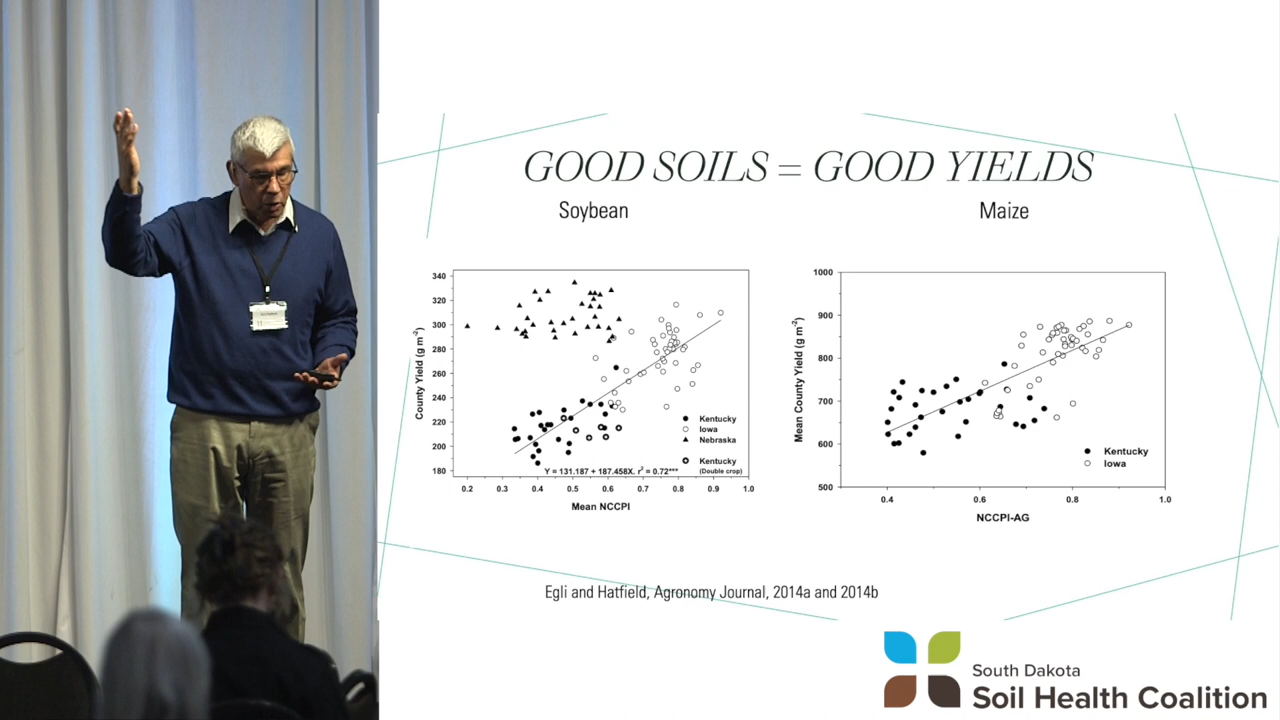 GOOD SOILS = GOOD YIELDS
Soybean
Maize
County Yield (g m⁻²)
340
320
300
280
260
240
220
200
180
0.2 0.3 0.4 0.5 0.6 0.7 0.8 0.9 1.0
Mean NCCPI
Kentucky
Iowa
Nebraska
Kentucky
(Double crop)
Y = 131.187 + 187.458X. r² = 0.72***
Mean County Yield (g m⁻²)
1000
900
800
700
600
500
0.4 0.6 0.8 1.0
NCCPI-AG
Kentucky
Iowa
Egli and Hatfield, Agronomy Journal, 2014a and 2014b
South Dakota
Soil Health Coalition